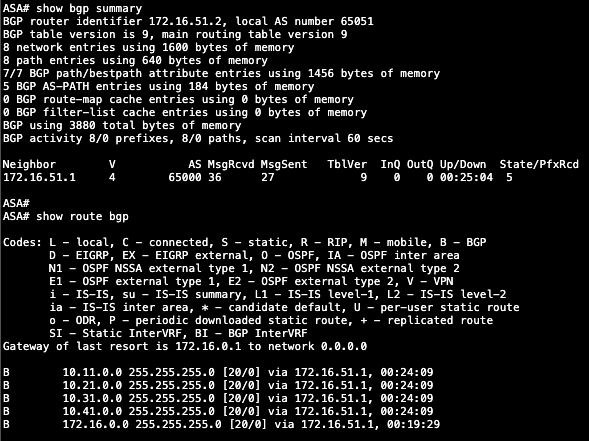 ASA# show bgp summary
BGP router identifier 172.16.51.2, local AS number 65051
BGP table version is 9, main routing table version 9
8 network entries using 1600 bytes of memory
8 path entries using 640 bytes of memory
7/7 BGP path/bestpath attribute entries using 1456 bytes of memory
5 BGP AS-PATH entries using 184 bytes of memory
0 BGP route-map cache entries using 0 bytes of memory
0 BGP filter-list cache entries using 0 bytes of memory
BGP using 3880 total bytes of memory
BGP activity 8/0 prefixes, 8/0 paths, scan interval 60 secs
Neighbor V AS MsgRcvd MsgSent TblVer InQ OutQ Up/Down State/PfxRcd
172.16.51.1 4 65000 36 27 9 0 0 00:25:04 5
ASA#
ASA# show route bgp
Codes: L - local, C - connected, S - static, R - RIP, M - mobile, B - BGP
D - EIGRP, EX - EIGRP external, O - OSPF, IA - OSPF inter area
N1 - OSPF NSSA external type 1, N2 - OSPF NSSA external type 2
E1 - OSPF external type 1, E2 - OSPF external type 2, V - VPN
i - IS-IS, su - IS-IS summary, L1 - IS-IS level-1, L2 - IS-IS level-2
ia - IS-IS inter area, * - candidate default, U - per-user static route
o - ODR, P - periodic downloaded static route, + - replicated route
SI - Static InterVRF, BI - BGP InterVRF
Gateway of last resort is 172.16.0.1 to network 0.0.0.0
B 10.11.0.0 255.255.255.0 [20/0] via 172.16.51.1, 00:24:09
B 10.21.0.0 255.255.255.0 [20/0] via 172.16.51.1, 00:24:09
B 10.31.0.0 255.255.255.0 [20/0] via 172.16.51.1, 00:24:09
B 10.41.0.0 255.255.255.0 [20/0] via 172.16.51.1, 00:24:09
B 172.16.0.0 255.255.0.0 [20/0] via 172.16.51.1, 00:19:29